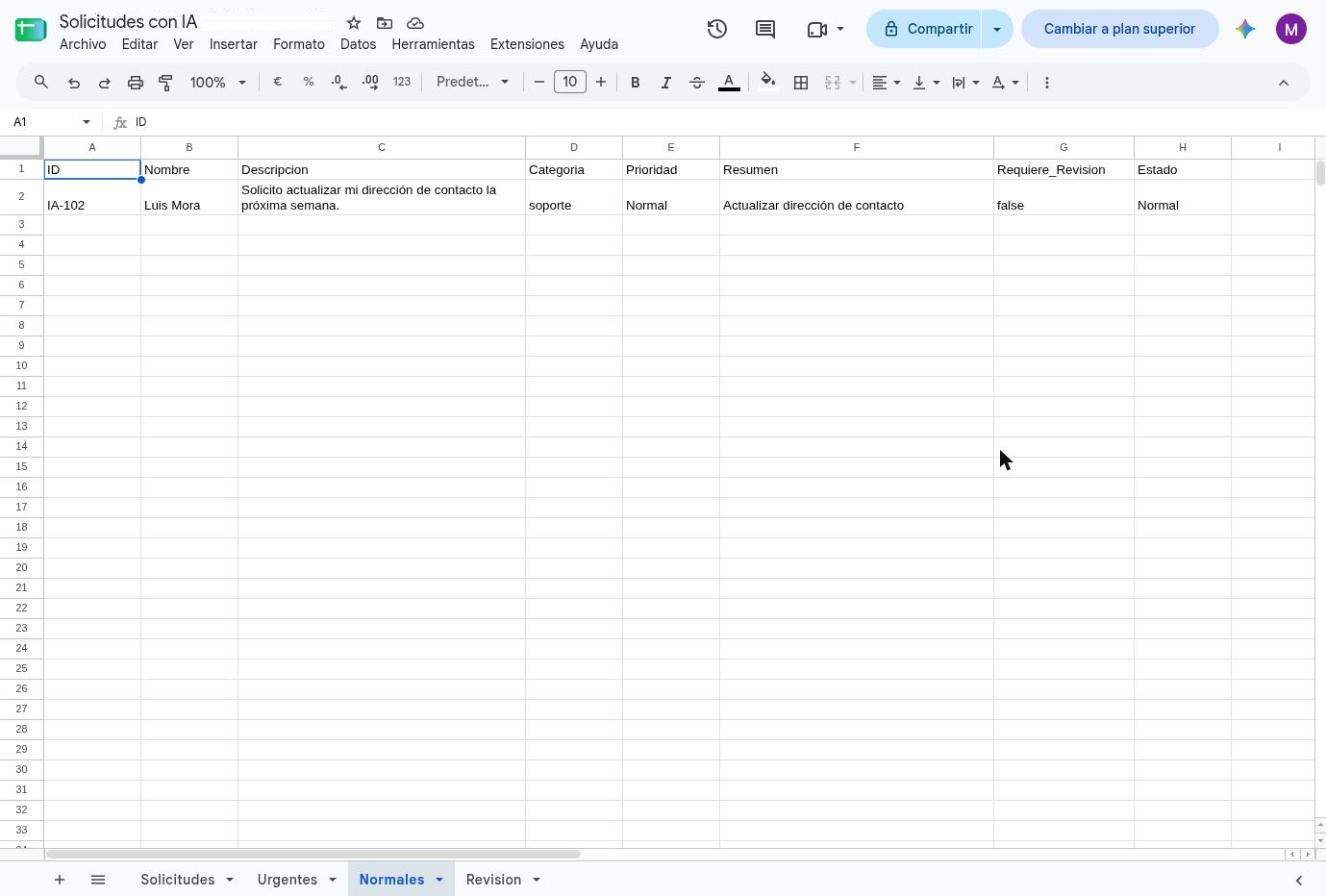 Solicitudes con IA
Archivo Editar Ver Insertar Formato Datos Herramientas Extensiones Ayuda
Compartir
Cambiar a plan superior
M
100% € % .0 .00 123 Predet... − 10 + B I S A A
A1 fx ID
A B C D E F G H I
1 ID Nombre Descripcion Categoria Prioridad Resumen Requiere_Revision Estado
2 IA-102 Luis Mora Solicito actualizar mi dirección de contacto la
próxima semana. soporte Normal Actualizar dirección de contacto false Normal
3
4
5
6
7
8
9
10
11
12
13
14
15
16
17
18
19
20
21
22
23
24
25
26
27
28
29
30
31
32
33
+ Solicitudes Urgentes Normales Revision